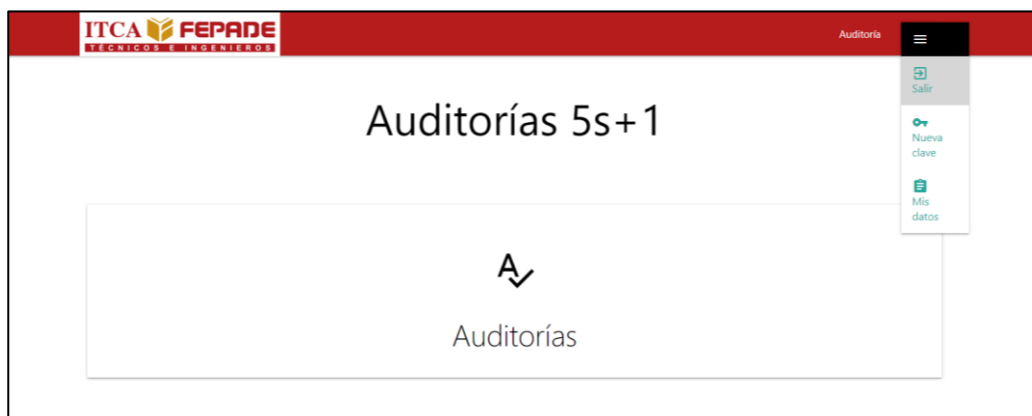 ITCA FEPADE
TÉCNICOS E INGENIEROS
Auditoría
Salir
Nueva
clave
Mis
datos
Auditorías 5s+1
Auditorías